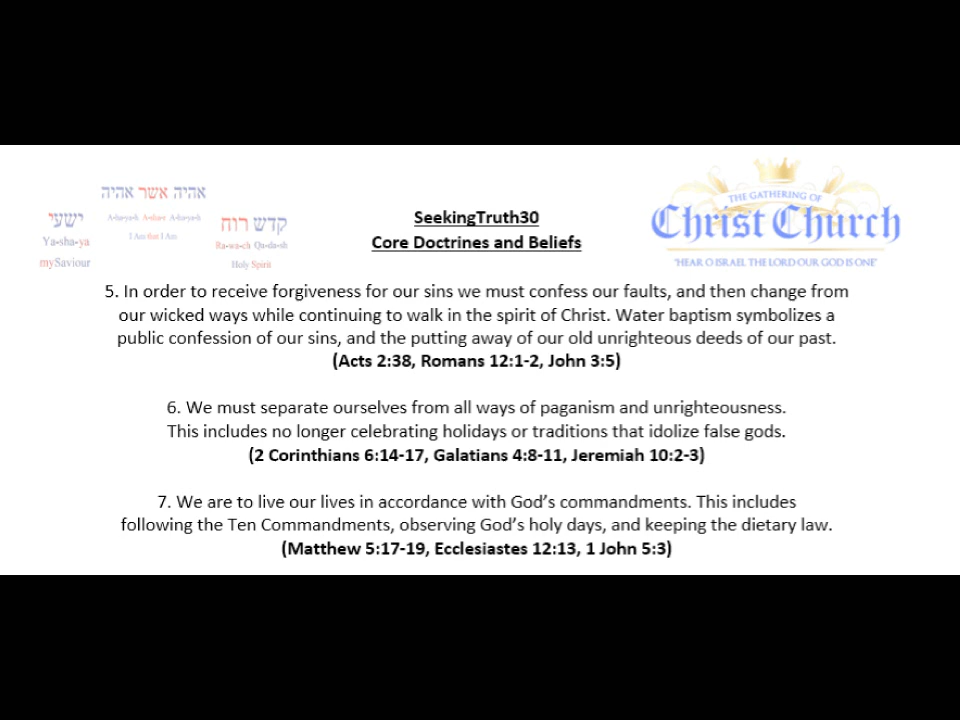 אהיה אשר אהיה
A-ha-ya-h A-sha-r A-ha-ya-h
I Am that I Am
ישעי
Ya-sha-ya
mySaviour
קדש רוח
Ra-wa-ch Qa-da-sh
Holy Spirit
SeekingTruth30
Core Doctrines and Beliefs
THE GATHERING OF
Christ Church
"HEAR O ISRAEL THE LORD OUR GOD IS ONE"
5. In order to receive forgiveness for our sins we must confess our faults, and then change from
our wicked ways while continuing to walk in the spirit of Christ. Water baptism symbolizes a
public confession of our sins, and the putting away of our old unrighteous deeds of our past.
(Acts 2:38, Romans 12:1-2, John 3:5)
6. We must separate ourselves from all ways of paganism and unrighteousness.
This includes no longer celebrating holidays or traditions that idolize false gods.
(2 Corinthians 6:14-17, Galatians 4:8-11, Jeremiah 10:2-3)
7. We are to live our lives in accordance with God's commandments. This includes
following the Ten Commandments, observing God's holy days, and keeping the dietary law.
(Matthew 5:17-19, Ecclesiastes 12:13, 1 John 5:3)